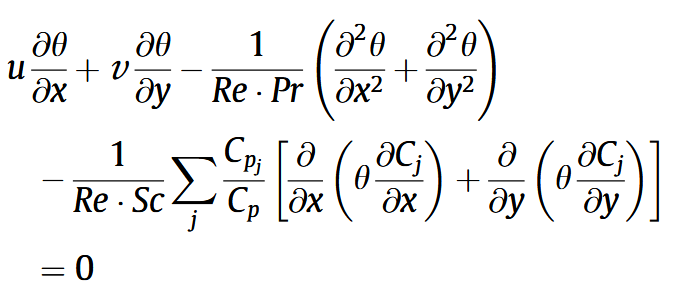 u ∂θ/∂x + v ∂θ/∂y − 1/(Re · Pr) (∂²θ/∂x² + ∂²θ/∂y²)
− 1/(Re · Sc) ∑_j C_{p_j}/C_p [∂/∂x (θ ∂C_j/∂x) + ∂/∂y (θ ∂C_j/∂y)]
= 0